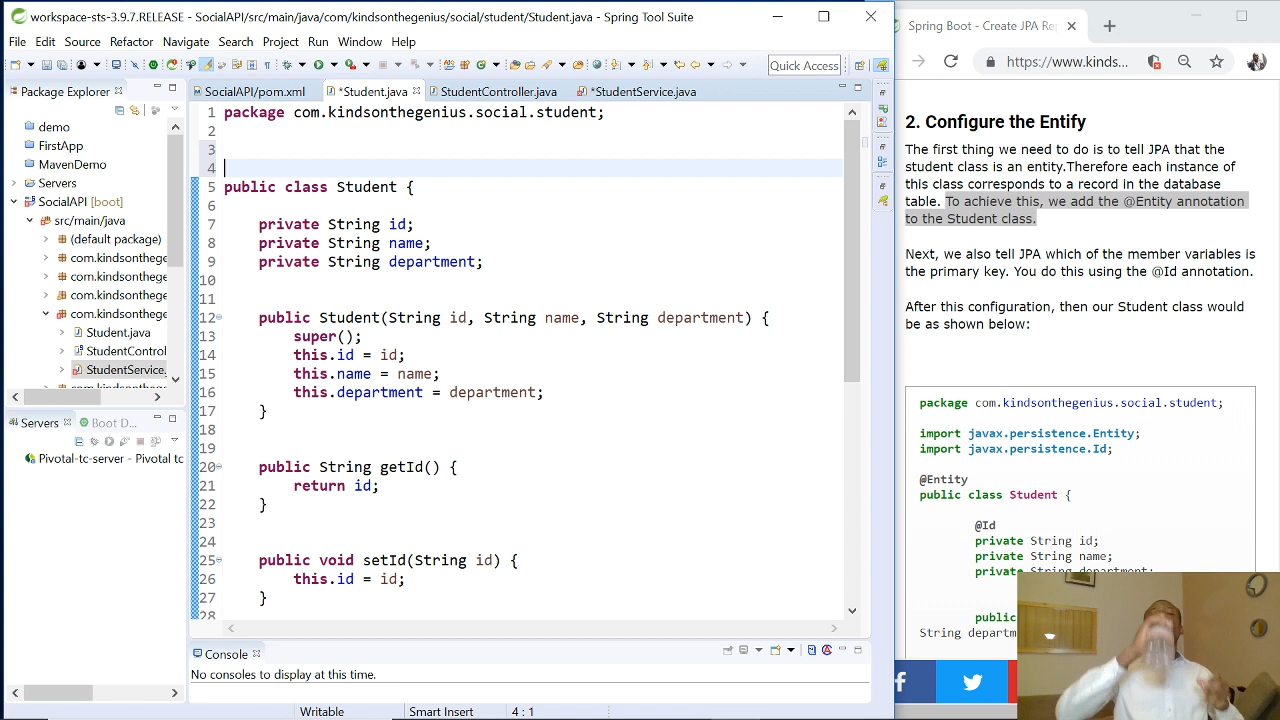 workspace-sts-3.9.7.RELEASE - SocialAPI/src/main/java/com/kindsonthegenius/social/student/Student.java - Spring Tool Suite
File Edit Source Refactor Navigate Search Project Run Window Help
Quick Access
Package Explorer
demo
FirstApp
MavenDemo
Servers
SocialAPI [boot]
src/main/java
(default package)
com.kindsonthege
com.kindsonthege
com.kindsonthege
com.kindsonthege
Student.java
StudentControl
StudentService.
Servers Boot D...
Pivotal-tc-server - Pivotal tc
SocialAPI/pom.xml *Student.java StudentController.java *StudentService.java
1 package com.kindsonthegenius.social.student;
2
3
4
5 public class Student {
6
7 private String id;
8 private String name;
9 private String department;
10
11
12 public Student(String id, String name, String department) {
13 super();
14 this.id = id;
15 this.name = name;
16 this.department = department;
17 }
18
19
20 public String getId() {
21 return id;
22 }
23
24
25 public void setId(String id) {
26 this.id = id;
27 }
28
Console
No consoles to display at this time.
Writable Smart Insert 4 : 1
Spring Boot - Create JPA Re
https://www.kinds...
2. Configure the Entify
The first thing we need to do is to tell JPA that the
student class is an entity.Therefore each instance of
this class corresponds to a record in the database
table. To achieve this, we add the @Entity annotation
to the Student class.
Next, we also tell JPA which of the member variables is
the primary key. You do this using the @Id annotation.
After this configuration, then our Student class would
be as shown below:
package com.kindsonthegenius.social.student;
import javax.persistence.Entity;
import javax.persistence.Id;
@Entity
public class Student {
@Id
private String id;
private String name;
private String department;
public
String departm